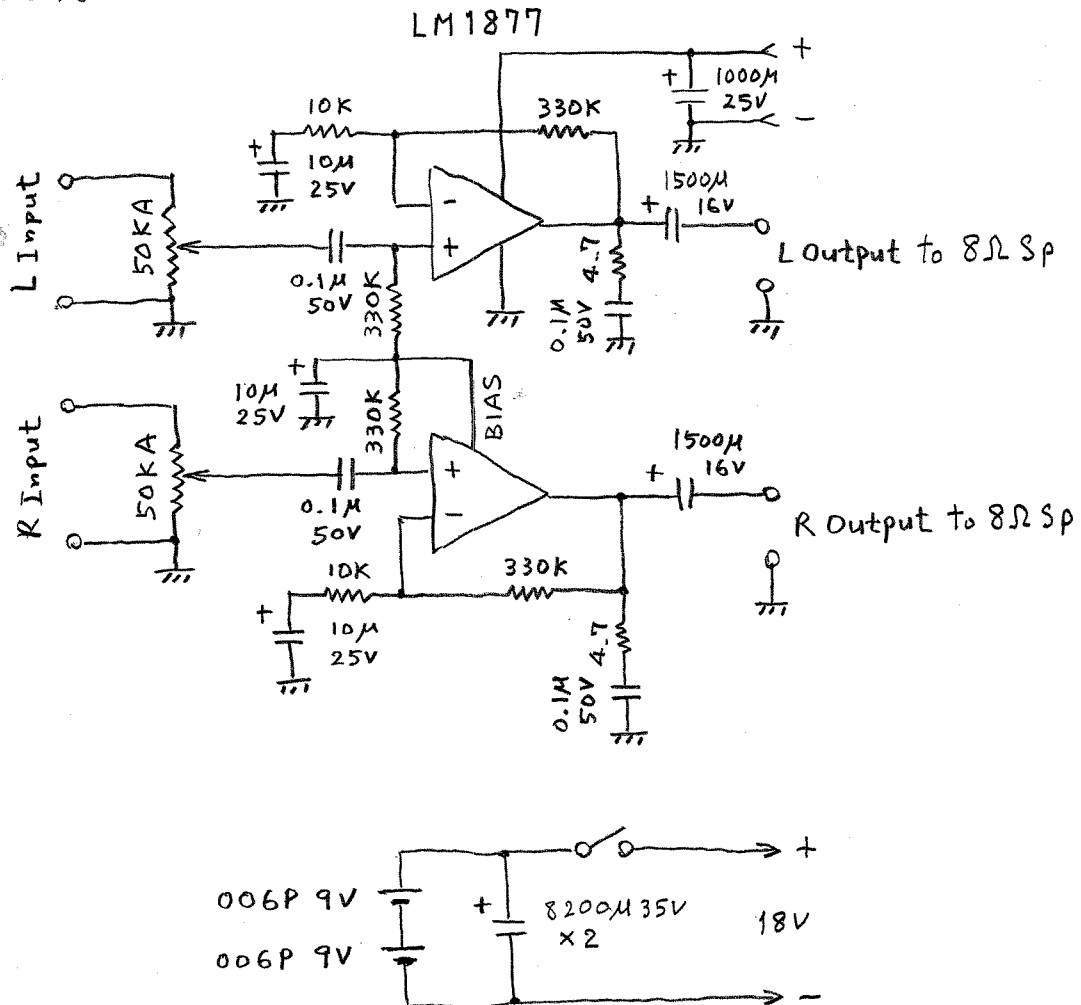 LM1877
+
1000μ
25V
+
-
10K
330K
+
10μ
25V
L Input
50KA
-
+
1500μ
16V
+
0.1μ
50V
330K
4.7
0.1μ
50V
L Output to 8Ω Sp
+
10μ
25V
330K
BIAS
R Input
50KA
+
-
0.1μ
50V
1500μ
16V
+
R Output to 8Ω Sp
10K
330K
+
10μ
25V
4.7
0.1μ
50V
+
006P 9V
+
8200μ 35V
×2
18V
006P 9V
-